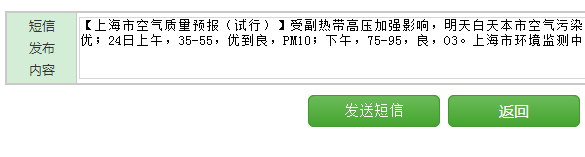 短信
发布
内容
【上海市空气质量预报（试行）】受副热带高压加强影响，明天白天本市空气污染
优；24日上午，35-55，优到良，PM10；下午，75-95，良，O3。上海市环境监测中
发送短信
返回